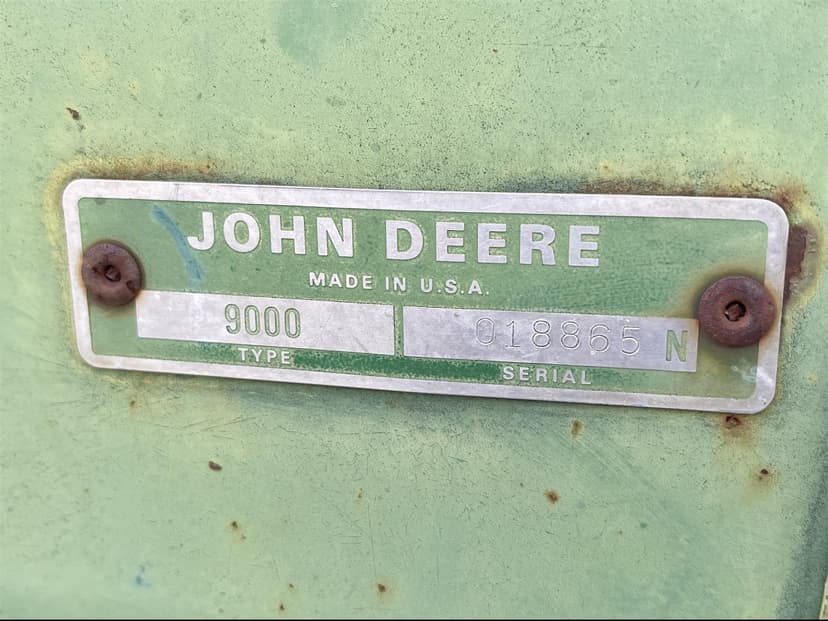 JOHN DEERE
MADE IN U.S.A.
9000 018865 N
TYPE SERIAL